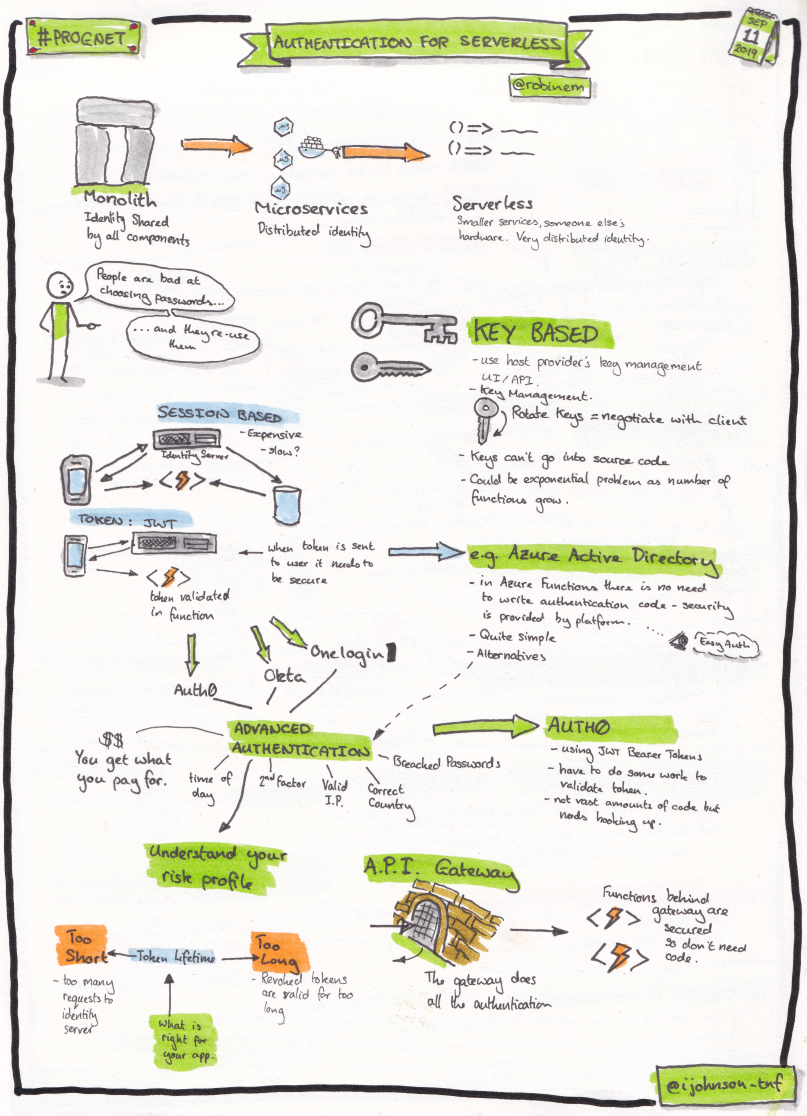 #PROGNET
AUTHENTICATION FOR SERVERLESS
SEP
11
2019
@robinem
Monolith
Identity Shared
by all components
µS
µS
µS
Microservices
Distributed identity
() => ___
() => ___
Serverless
Smaller services, someone else's
hardware. Very distributed identity.
People are bad at
choosing passwords...
... and they re-use
them
KEY BASED
- use host provider's key management
UI/API.
- Key Management.
Rotate Keys = negotiate with client
- Keys can't go into source code
- Could be exponential problem as number of
functions grow.
SESSION BASED
- Expensive
- slow?
Identity Server
< >
TOKEN: JWT
< >
token validated
in function
when token is sent
to user it needs to
be secure
e.g. Azure Active Directory
- in Azure Functions there is no need
to write authentication code - security
is provided by platform.
- Quite simple
- Alternatives
Easy Auth
Auth0
Okta
Onelogin
ADVANCED
AUTHENTICATION
$$
You get what
you pay for.
time of
day
2nd factor
Valid
I.P.
Correct
Country
Breached Passwords
AUTH0
- using JWT Bearer Tokens
- have to do some work to
validate token.
- not vast amounts of code but
needs hooking up.
Understand your
risk profile
Too
Short
- too many
requests to
identity
server
Token Lifetime
Too
Long
- Revoked tokens
are valid for too
long
What is
right for
your app.
A.P.I. Gateway
The gateway does
all the authentication
Functions behind
gateway are
secured
so don't need
code.
< >
< >
@ijohnson-tnf